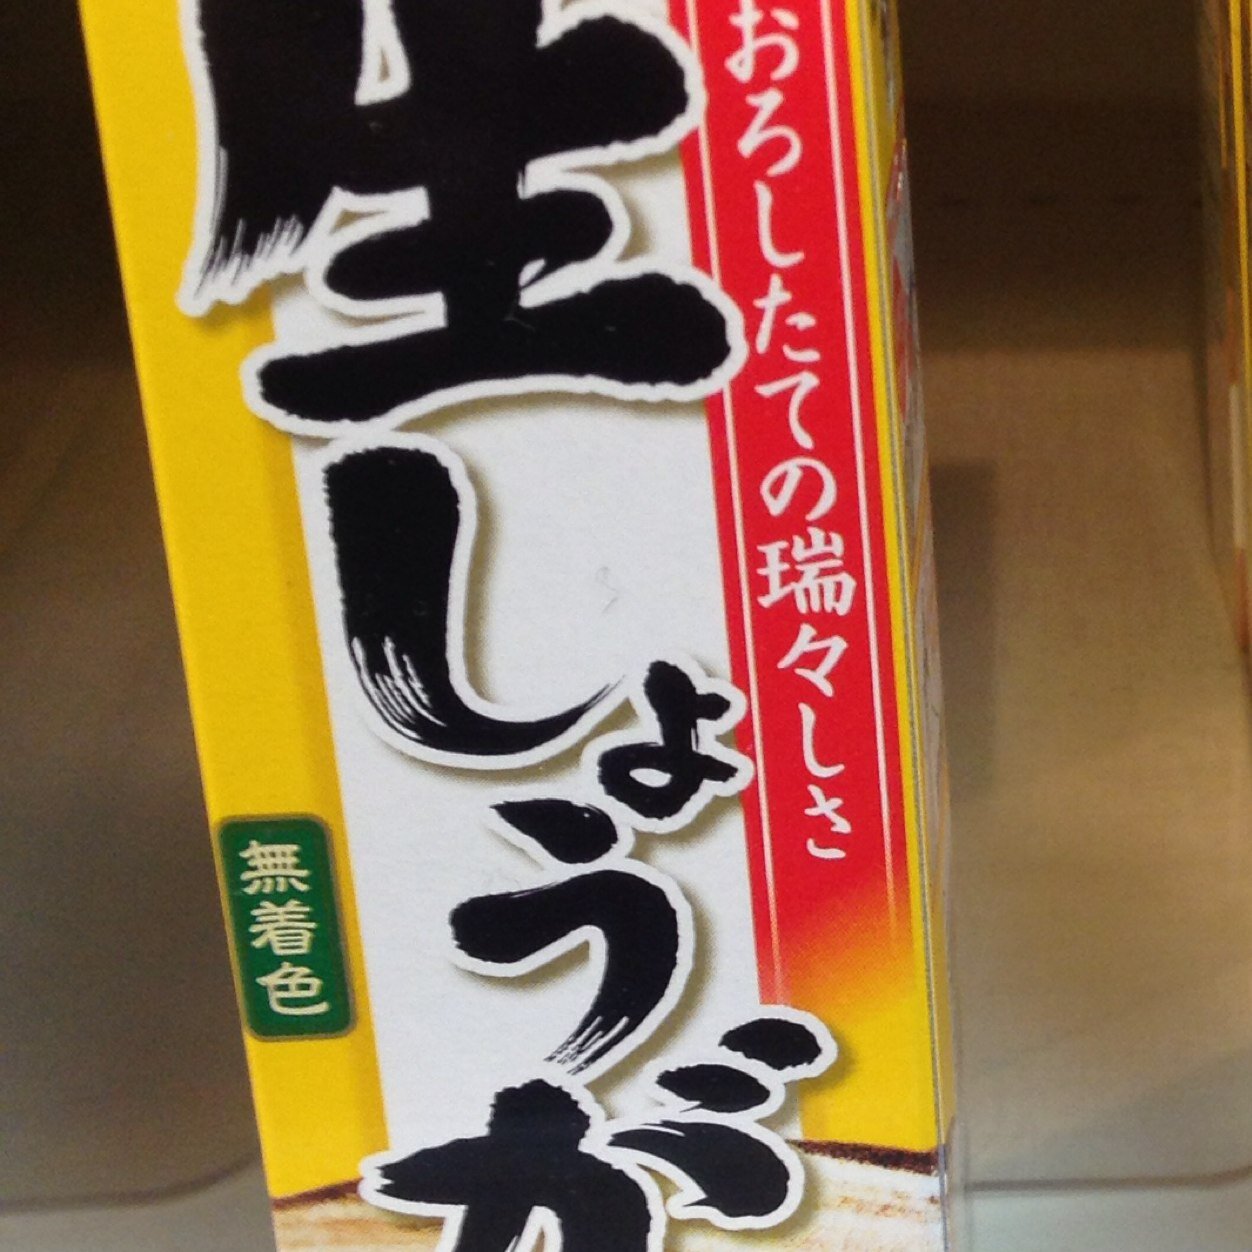 おろしたての瑞々しさ
生しょうが
無着色